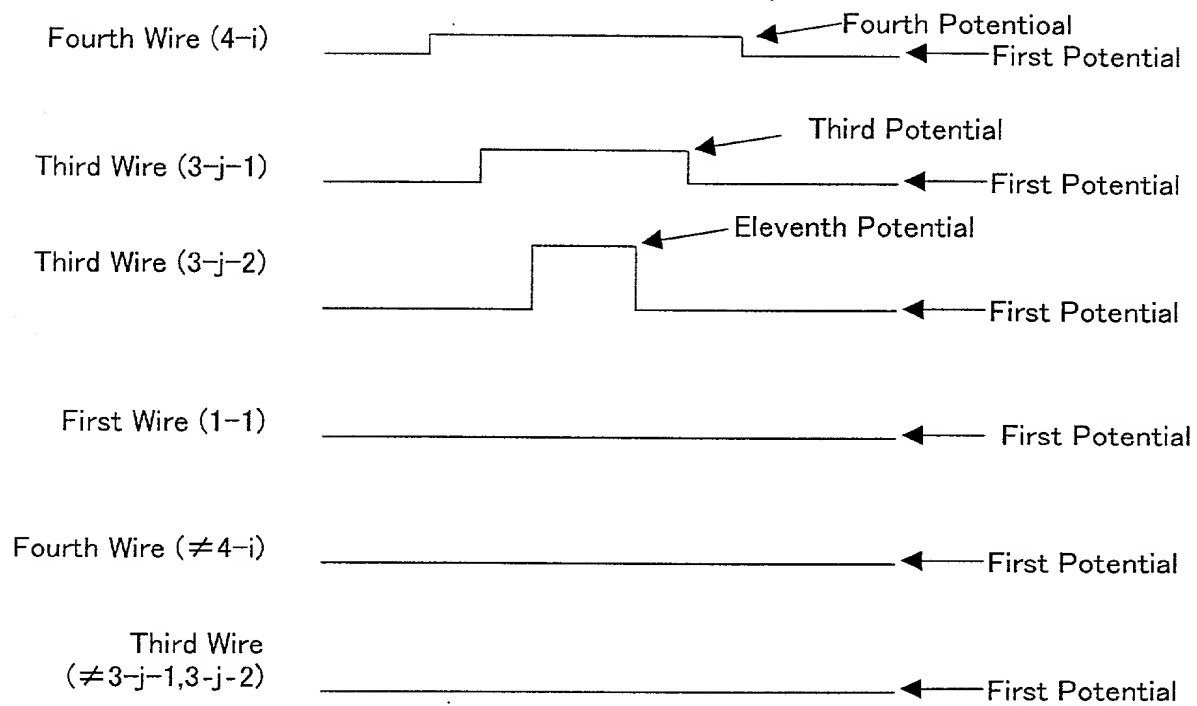 Fourth Wire (4-i)
Fourth Potentioal
First Potential
Third Wire (3-j-1)
Third Potential
First Potential
Third Wire (3-j-2)
Eleventh Potential
First Potential
First Wire (1-1)
First Potential
Fourth Wire (≠4-i)
First Potential
Third Wire
(≠3-j-1,3-j-2)
First Potential